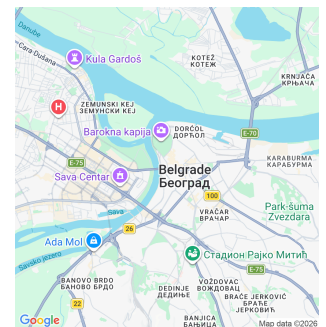 Danube
Cara Dušana
Kula Gardoš
КОТЕŽ
КОТЕЖ
KRNJAČA
КРЊАЧА
H
ZEMUNSKI KEJ
ЗЕМУНСКИ КЕЈ
Barokna kapija
DORĆOL
ДОРЋОЛ
E-70
E-75
Sava Centar
Belgrade
Београд
KARABURMA
КАРАБУРМА
100
Sava
VRAČAR
ВРАЧАР
Park-šuma
Zvezdara
26
Ada Mol
Savsko jezero
Стадион Рајко Митић
E-75
BANOVO BRDO
БАНОВО БРДО
DEDINJE
ДЕДИЊЕ
VOŽDOVAC
ВОЖДОВАЦ
BRAĆE JERKOVIĆ
БРАЋЕ
ЈЕРКОВИЋ
22
BANJICA
БАЊИЦА
Google
Map data ©2026